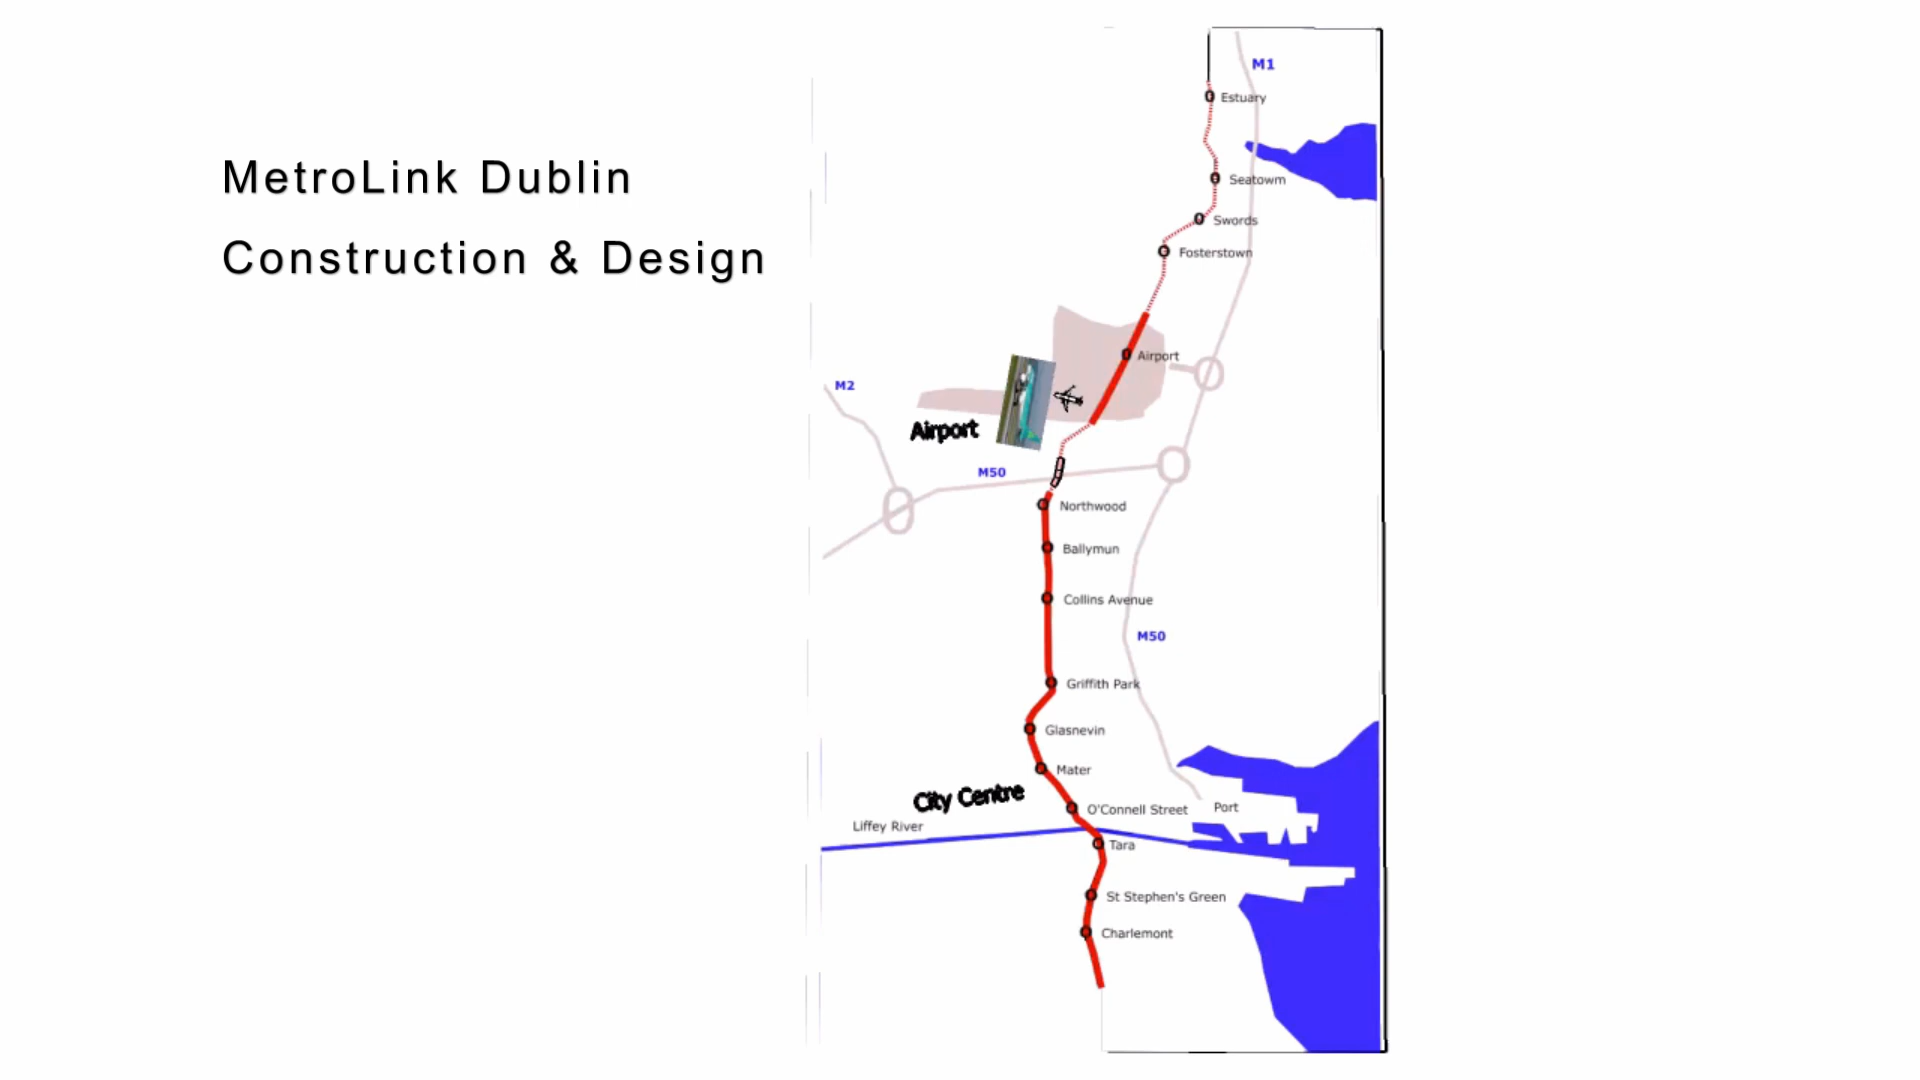 MetroLink Dublin
Construction & Design
M1
Estuary
Seatowm
Swords
Fosterstown
Airport
M2
Airport
M50
Northwood
Ballymun
Collins Avenue
M50
Griffith Park
Glasnevin
Mater
City Centre
O'Connell Street
Port
Liffey River
Tara
St Stephen's Green
Charlemont